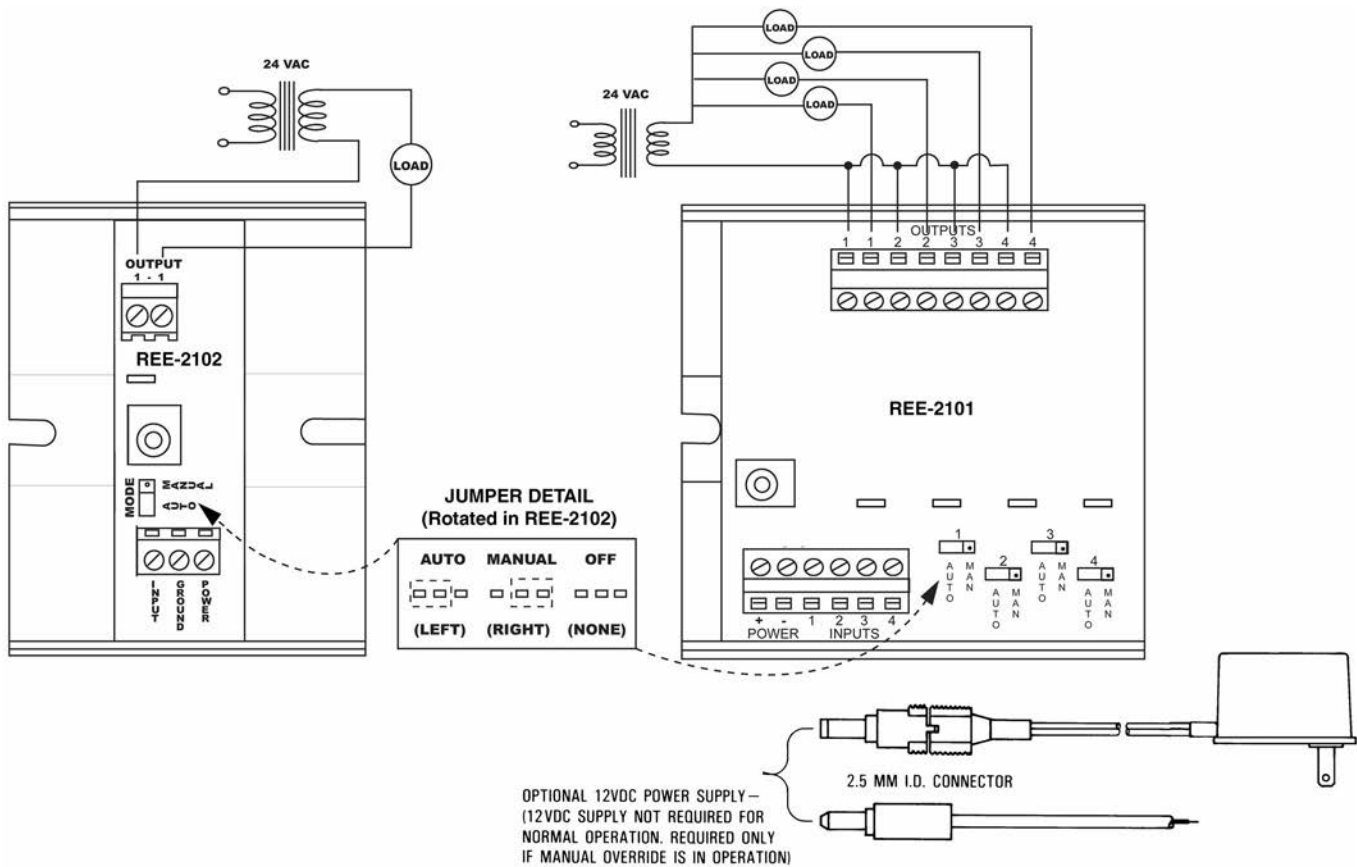 24 VAC
LOAD
OUTPUT
1 - 1
REE-2102
MODE
MANUAL
AUTO
INPUT
GROUND
POWER
24 VAC
LOAD
LOAD
LOAD
LOAD
OUTPUTS
1 1 2 2 3 3 4 4
REE-2101
1 3
2 4
AUTO MAN
AUTO MAN
AUTO MAN
AUTO MAN
+ - 1 2 3 4
POWER INPUTS
JUMPER DETAIL
(Rotated in REE-2102)
AUTO MANUAL OFF
(LEFT) (RIGHT) (NONE)
2.5 MM I.D. CONNECTOR
OPTIONAL 12VDC POWER SUPPLY—
(12VDC SUPPLY NOT REQUIRED FOR
NORMAL OPERATION. REQUIRED ONLY
IF MANUAL OVERRIDE IS IN OPERATION)